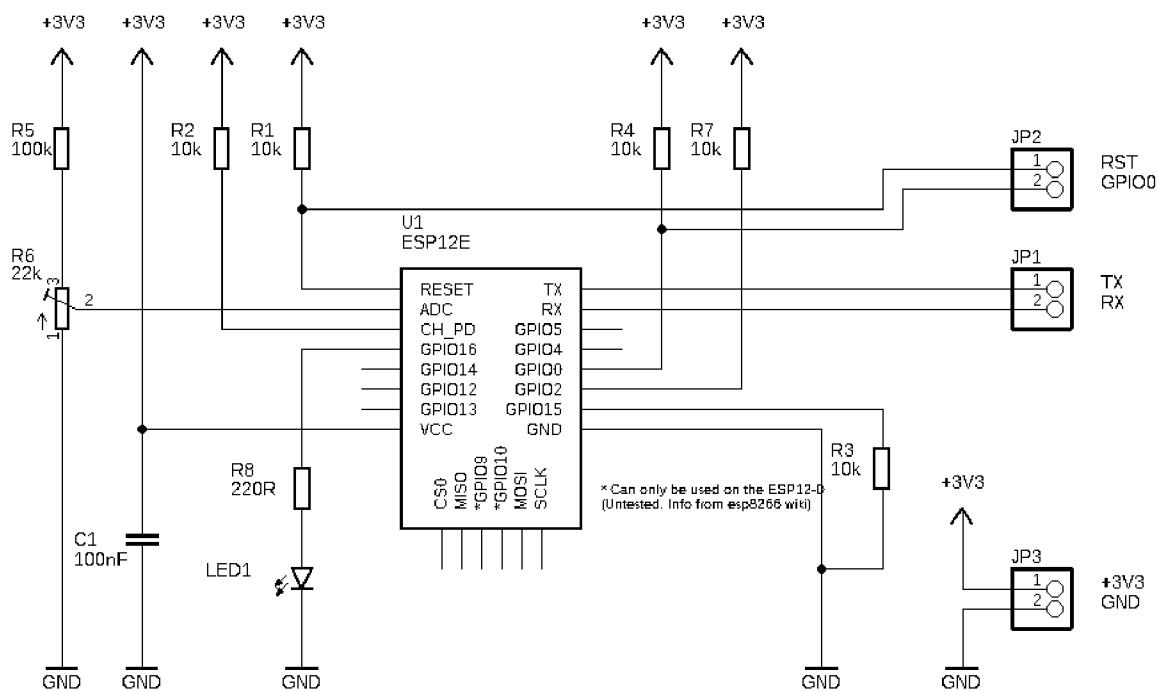 +3V3
+3V3
+3V3
+3V3
+3V3
+3V3
R5
100k
R2
10k
R1
10k
R4
10k
R7
10k
JP2
1
2
RST
GPIO0
U1
ESP12E
R6
22k
3
2
1
JP1
1
2
TX
RX
RESET
ADC
CH_PD
GPIO16
GPIO14
GPIO12
GPIO13
VCC
TX
RX
GPIO5
GPIO4
GPIO0
GPIO2
GPIO15
GND
CS0
MISO
*GPIO9
*GPIO10
MOSI
SCLK
R8
220R
R3
10k
* Can only be used on the ESP12-D
(Untested. Info from esp8266 wiki)
+3V3
C1
100nF
LED1
JP3
1
2
+3V3
GND
GND
GND
GND
GND
GND